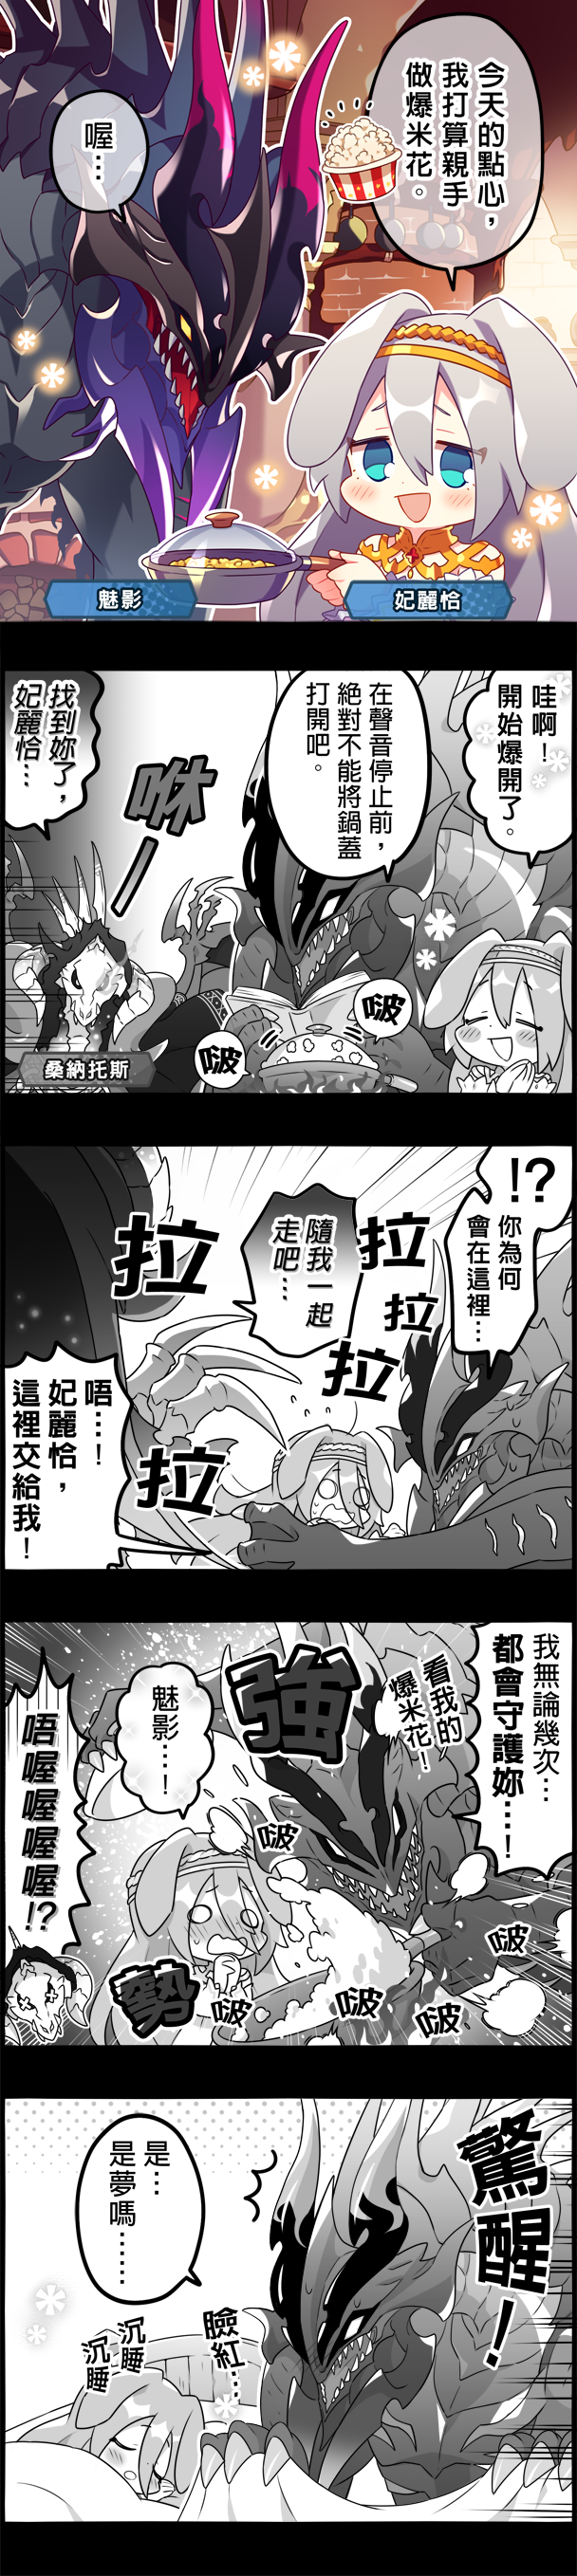 今天的點心，
我打算親手
做爆米花。
喔…
魅影
妃麗恰
哇啊！
開始爆開了。
在聲音停止前，
絕對不能將鍋蓋
打開吧。
啵
啵
咻—
找到妳了，
妃麗恰…
桑納托斯
!?
你為何
會在這裡…
拉
拉
拉
隨我一起
走吧…
拉
拉
唔…！
妃麗恰，
這裡交給我！
我無論幾次…
都會守護妳…！
看我的
爆米花！
強
勢
魅影…！
啵
啵
啵
啵
啵
唔喔喔喔喔!?
驚醒！
是…
是夢嗎……
臉紅…
沉睡
沉睡